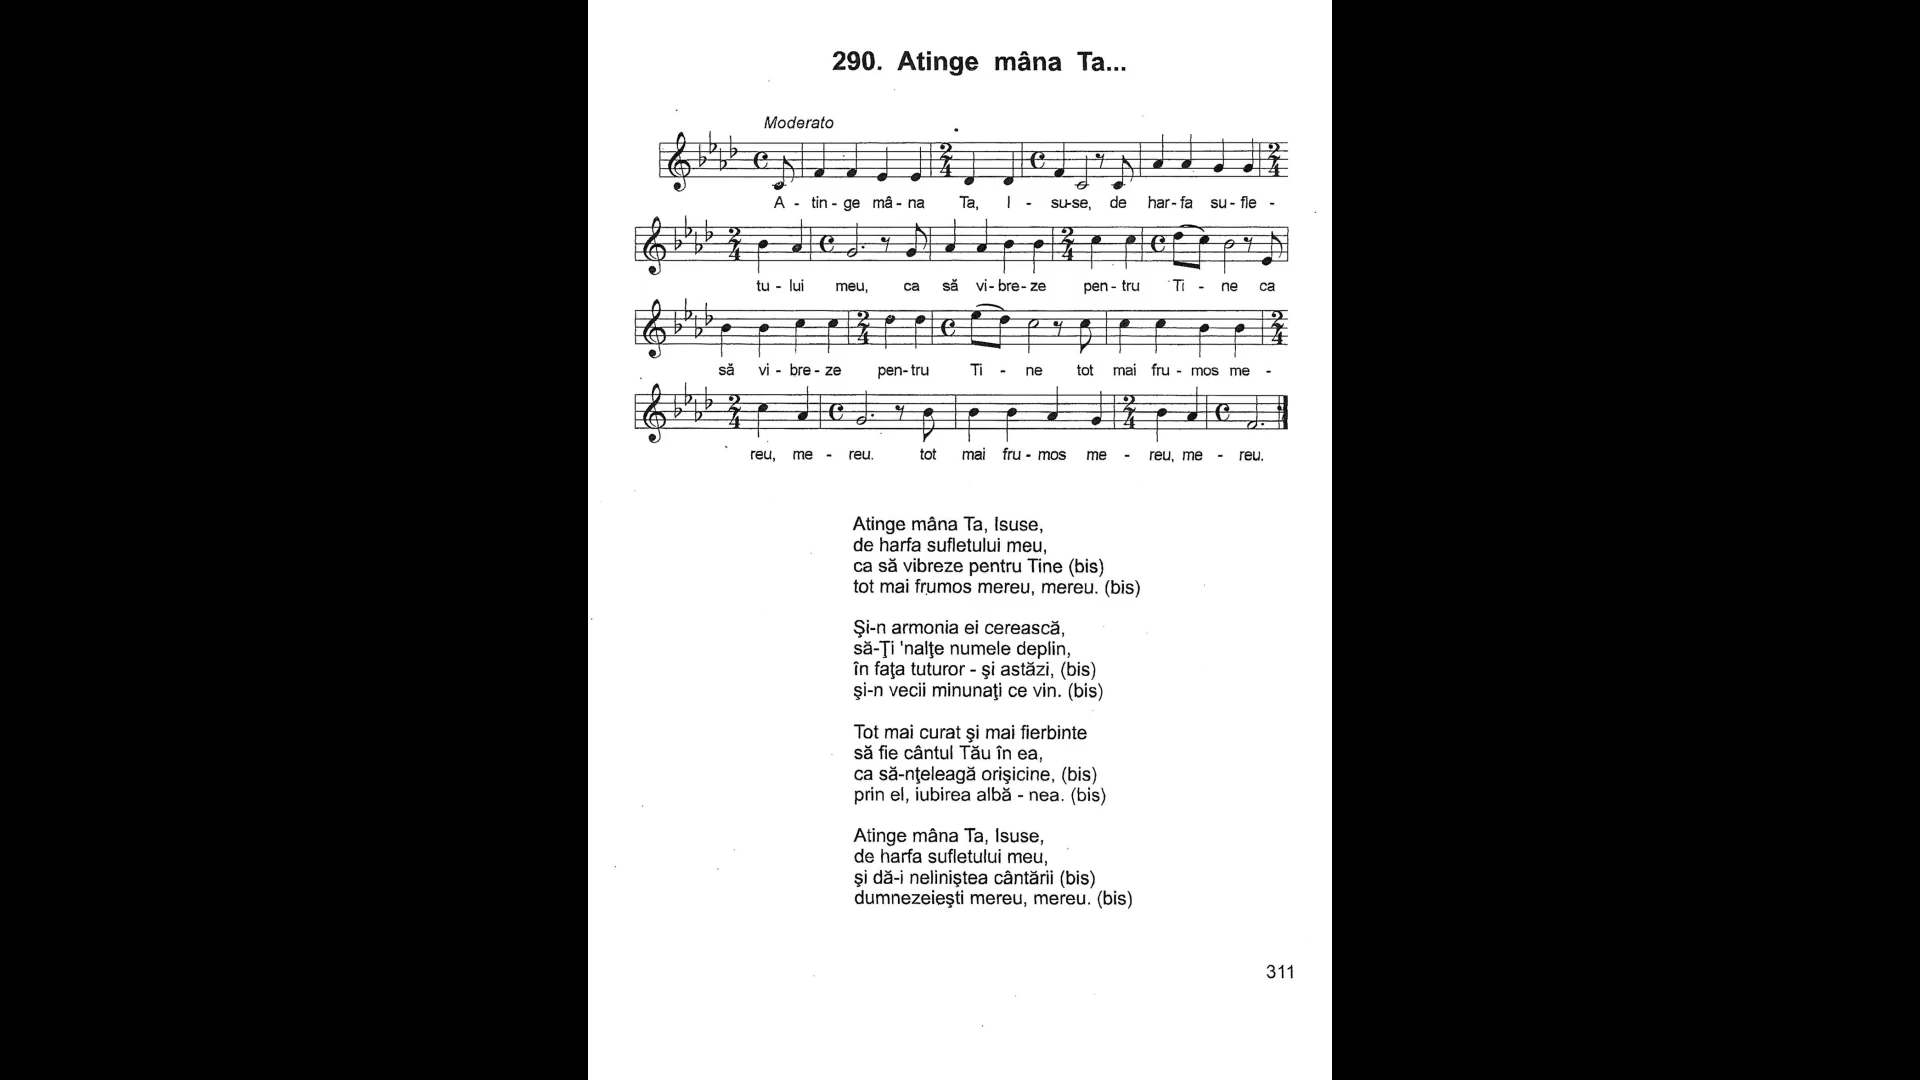 290. Atinge mâna Ta...
Moderato
A - tin - ge mâ - na Ta, I - su-se, de har - fa su - fle -
tu - lui meu, ca să vi - bre - ze pen - tru Ti - ne ca
să vi - bre - ze pen - tru Ti - ne tot mai fru - mos me -
reu, me - reu. tot mai fru - mos me - reu, me - reu.
Atinge mâna Ta, Isuse,
de harfa sufletului meu,
ca să vibreze pentru Tine (bis)
tot mai frumos mereu, mereu. (bis)
Şi-n armonia ei cerească,
să-Ţi 'nalţe numele deplin,
în faţa tuturor - şi astăzi, (bis)
şi-n vecii minunaţi ce vin. (bis)
Tot mai curat şi mai fierbinte
să fie cântul Tău în ea,
ca să-nţeleagă orişicine, (bis)
prin el, iubirea albă - nea. (bis)
Atinge mâna Ta, Isuse,
de harfa sufletului meu,
şi dă-i neliniştea cântării (bis)
dumnezeieşti mereu, mereu. (bis)
311